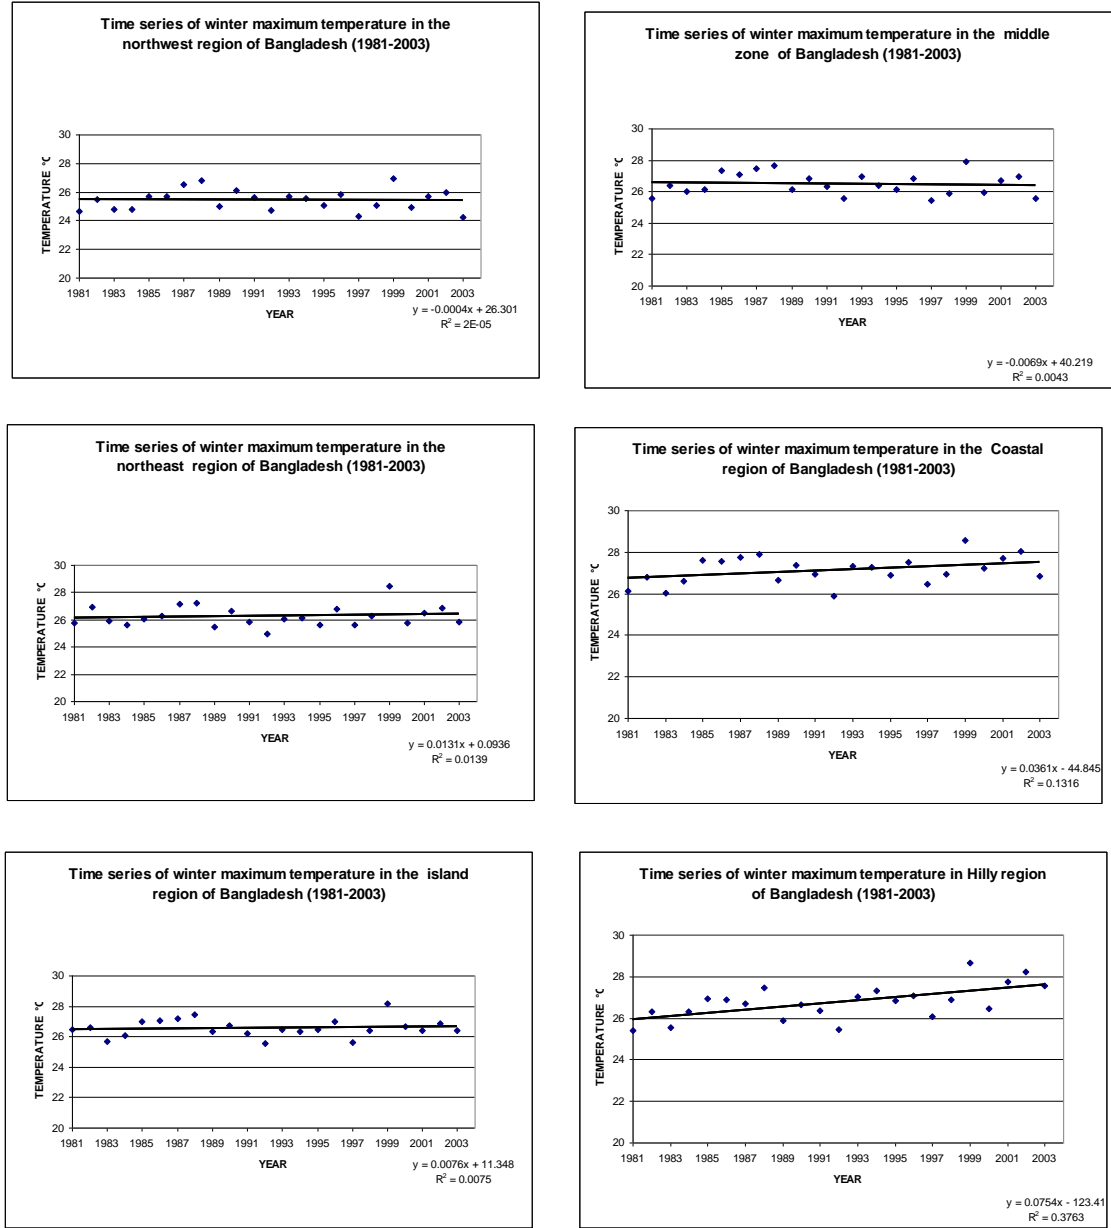 Time series of winter maximum temperature in the
northwest region of Bangladesh (1981-2003)
30
28
26
24
22
20
TEMPERATURE °C
1981 1983 1985 1987 1989 1991 1993 1995 1997 1999 2001 2003
YEAR
y = -0.0004x + 26.301
R² = 2E-05
Time series of winter maximum temperature in the middle
zone of Bangladesh (1981-2003)
30
28
26
24
22
20
TEMPERATURE °C
1981 1983 1985 1987 1989 1991 1993 1995 1997 1999 2001 2003
YEAR
y = -0.0069x + 40.219
R² = 0.0043
Time series of winter maximum temperature in the
northeast region of Bangladesh (1981-2003)
30
28
26
24
22
20
TEMPERATURE °C
1981 1983 1985 1987 1989 1991 1993 1995 1997 1999 2001 2003
YEAR
y = 0.0131x + 0.0936
R² = 0.0139
Time series of winter maximum temperature in the Coastal
region of Bangladesh (1981-2003)
30
28
26
24
22
20
TEMPERATURE °C
1981 1983 1985 1987 1989 1991 1993 1995 1997 1999 2001 2003
YEAR
y = 0.0361x - 44.845
R² = 0.1316
Time series of winter maximum temperature in the island
region of Bangladesh (1981-2003)
30
28
26
24
22
20
TEMPERATURE °C
1981 1983 1985 1987 1989 1991 1993 1995 1997 1999 2001 2003
YEAR
y = 0.0076x + 11.348
R² = 0.0075
Time series of winter maximum temperature in Hilly region
of Bangladesh (1981-2003)
30
28
26
24
22
20
TEMPERATURE °C
1981 1983 1985 1987 1989 1991 1993 1995 1997 1999 2001 2003
YEAR
y = 0.0754x - 123.41
R² = 0.3763